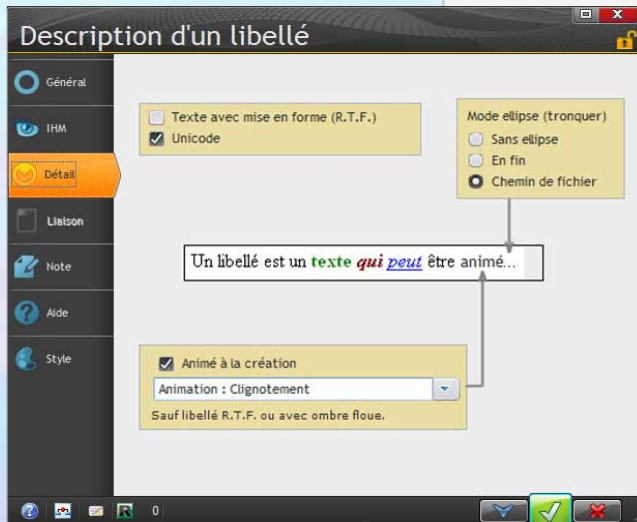 Description d'un libellé
Général
IHM
Détail
Liaison
Note
Aide
Style
Texte avec mise en forme (R.T.F.)
Unicode
Mode ellipse (tronquer)
Sans ellipse
En fin
Chemin de fichier
Un libellé est un texte qui peut être animé...
Animé à la création
Animation : Clignotement
Sauf libellé R.T.F. ou avec ombre floue.
R 0